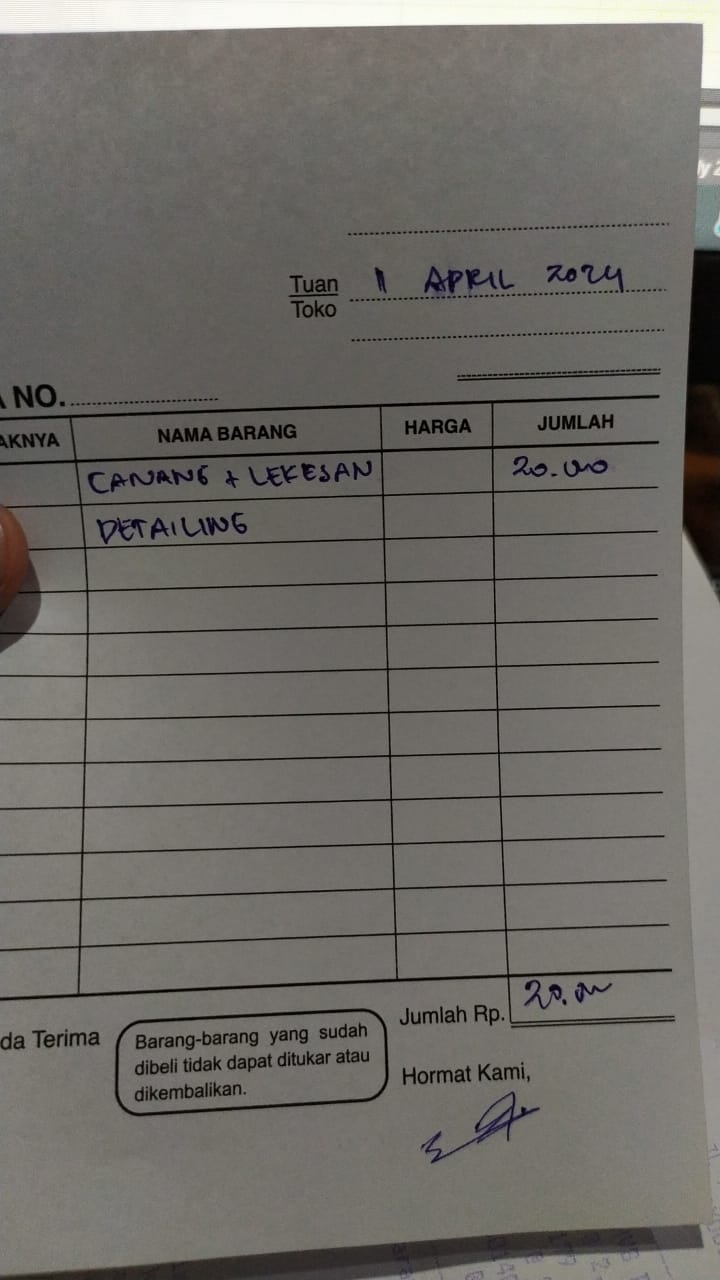 Tuan 1 APRIL 2024
Toko
NO.
AKNYA NAMA BARANG HARGA JUMLAH
CANANG + LEKESAN 20.000
DETAILING
Jumlah Rp. 20.000
da Terima
Barang-barang yang sudah
dibeli tidak dapat ditukar atau
dikembalikan.
Hormat Kami,